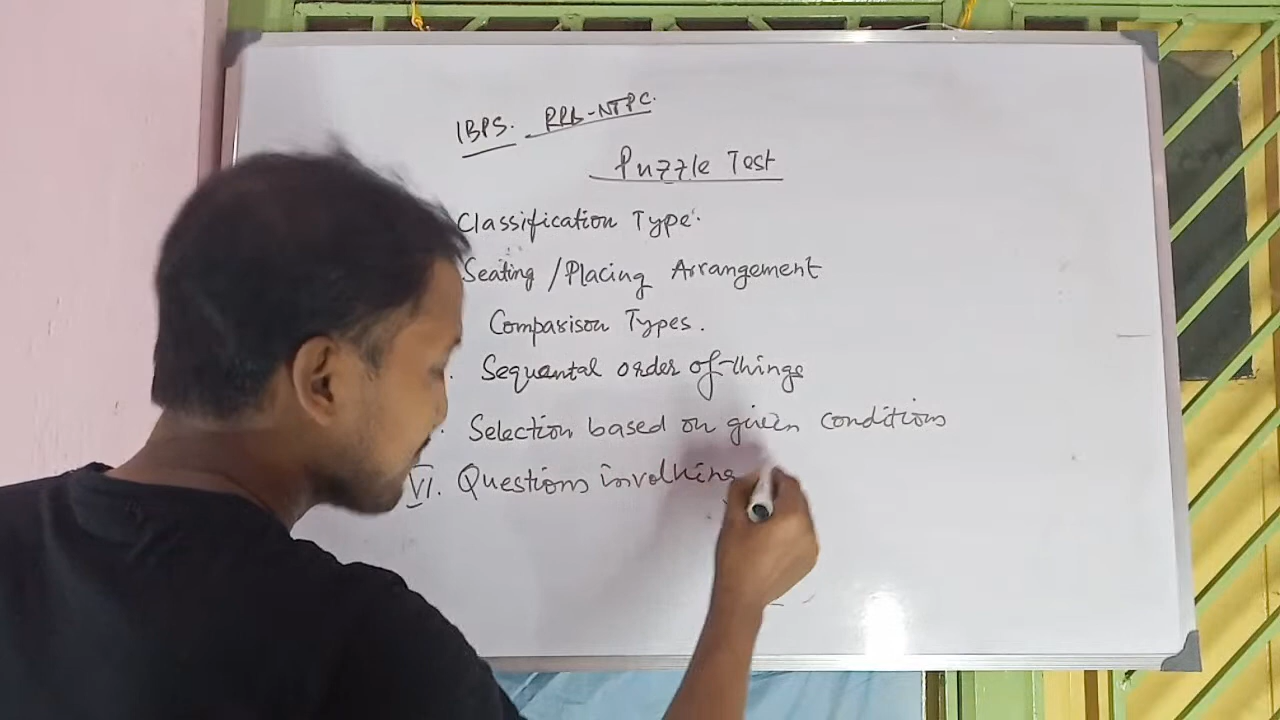 IBPS. RRB-NTPC.
Puzzle Test
Classification Type.
Seating / Placing Arrangement
Comparison Types.
Sequental order of things
Selection based on given conditions
VI. Questions involving